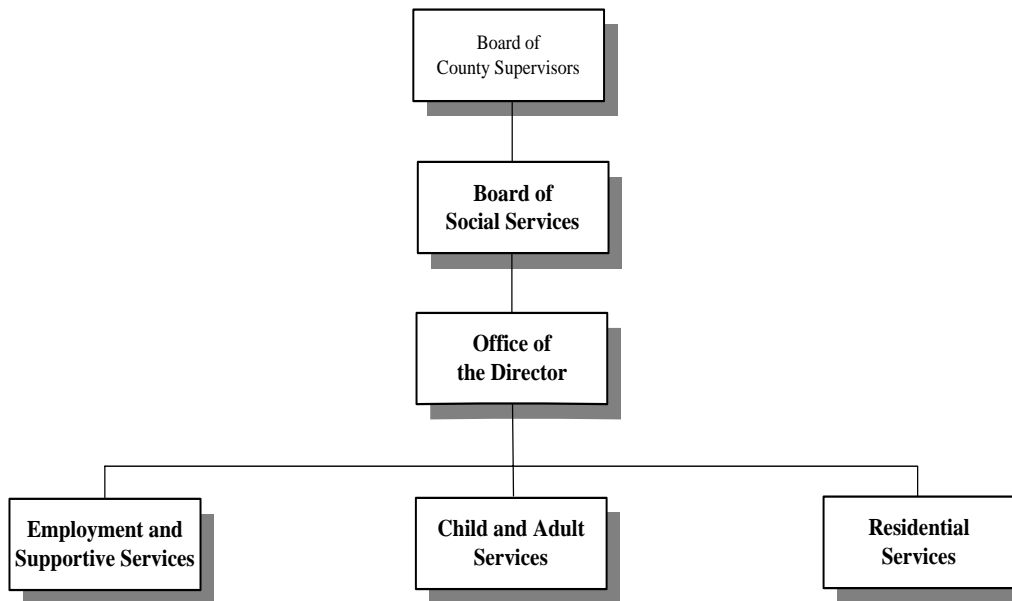 Board of
County Supervisors
Board of
Social Services
Office of
the Director
Employment and
Supportive Services
Child and Adult
Services
Residential
Services